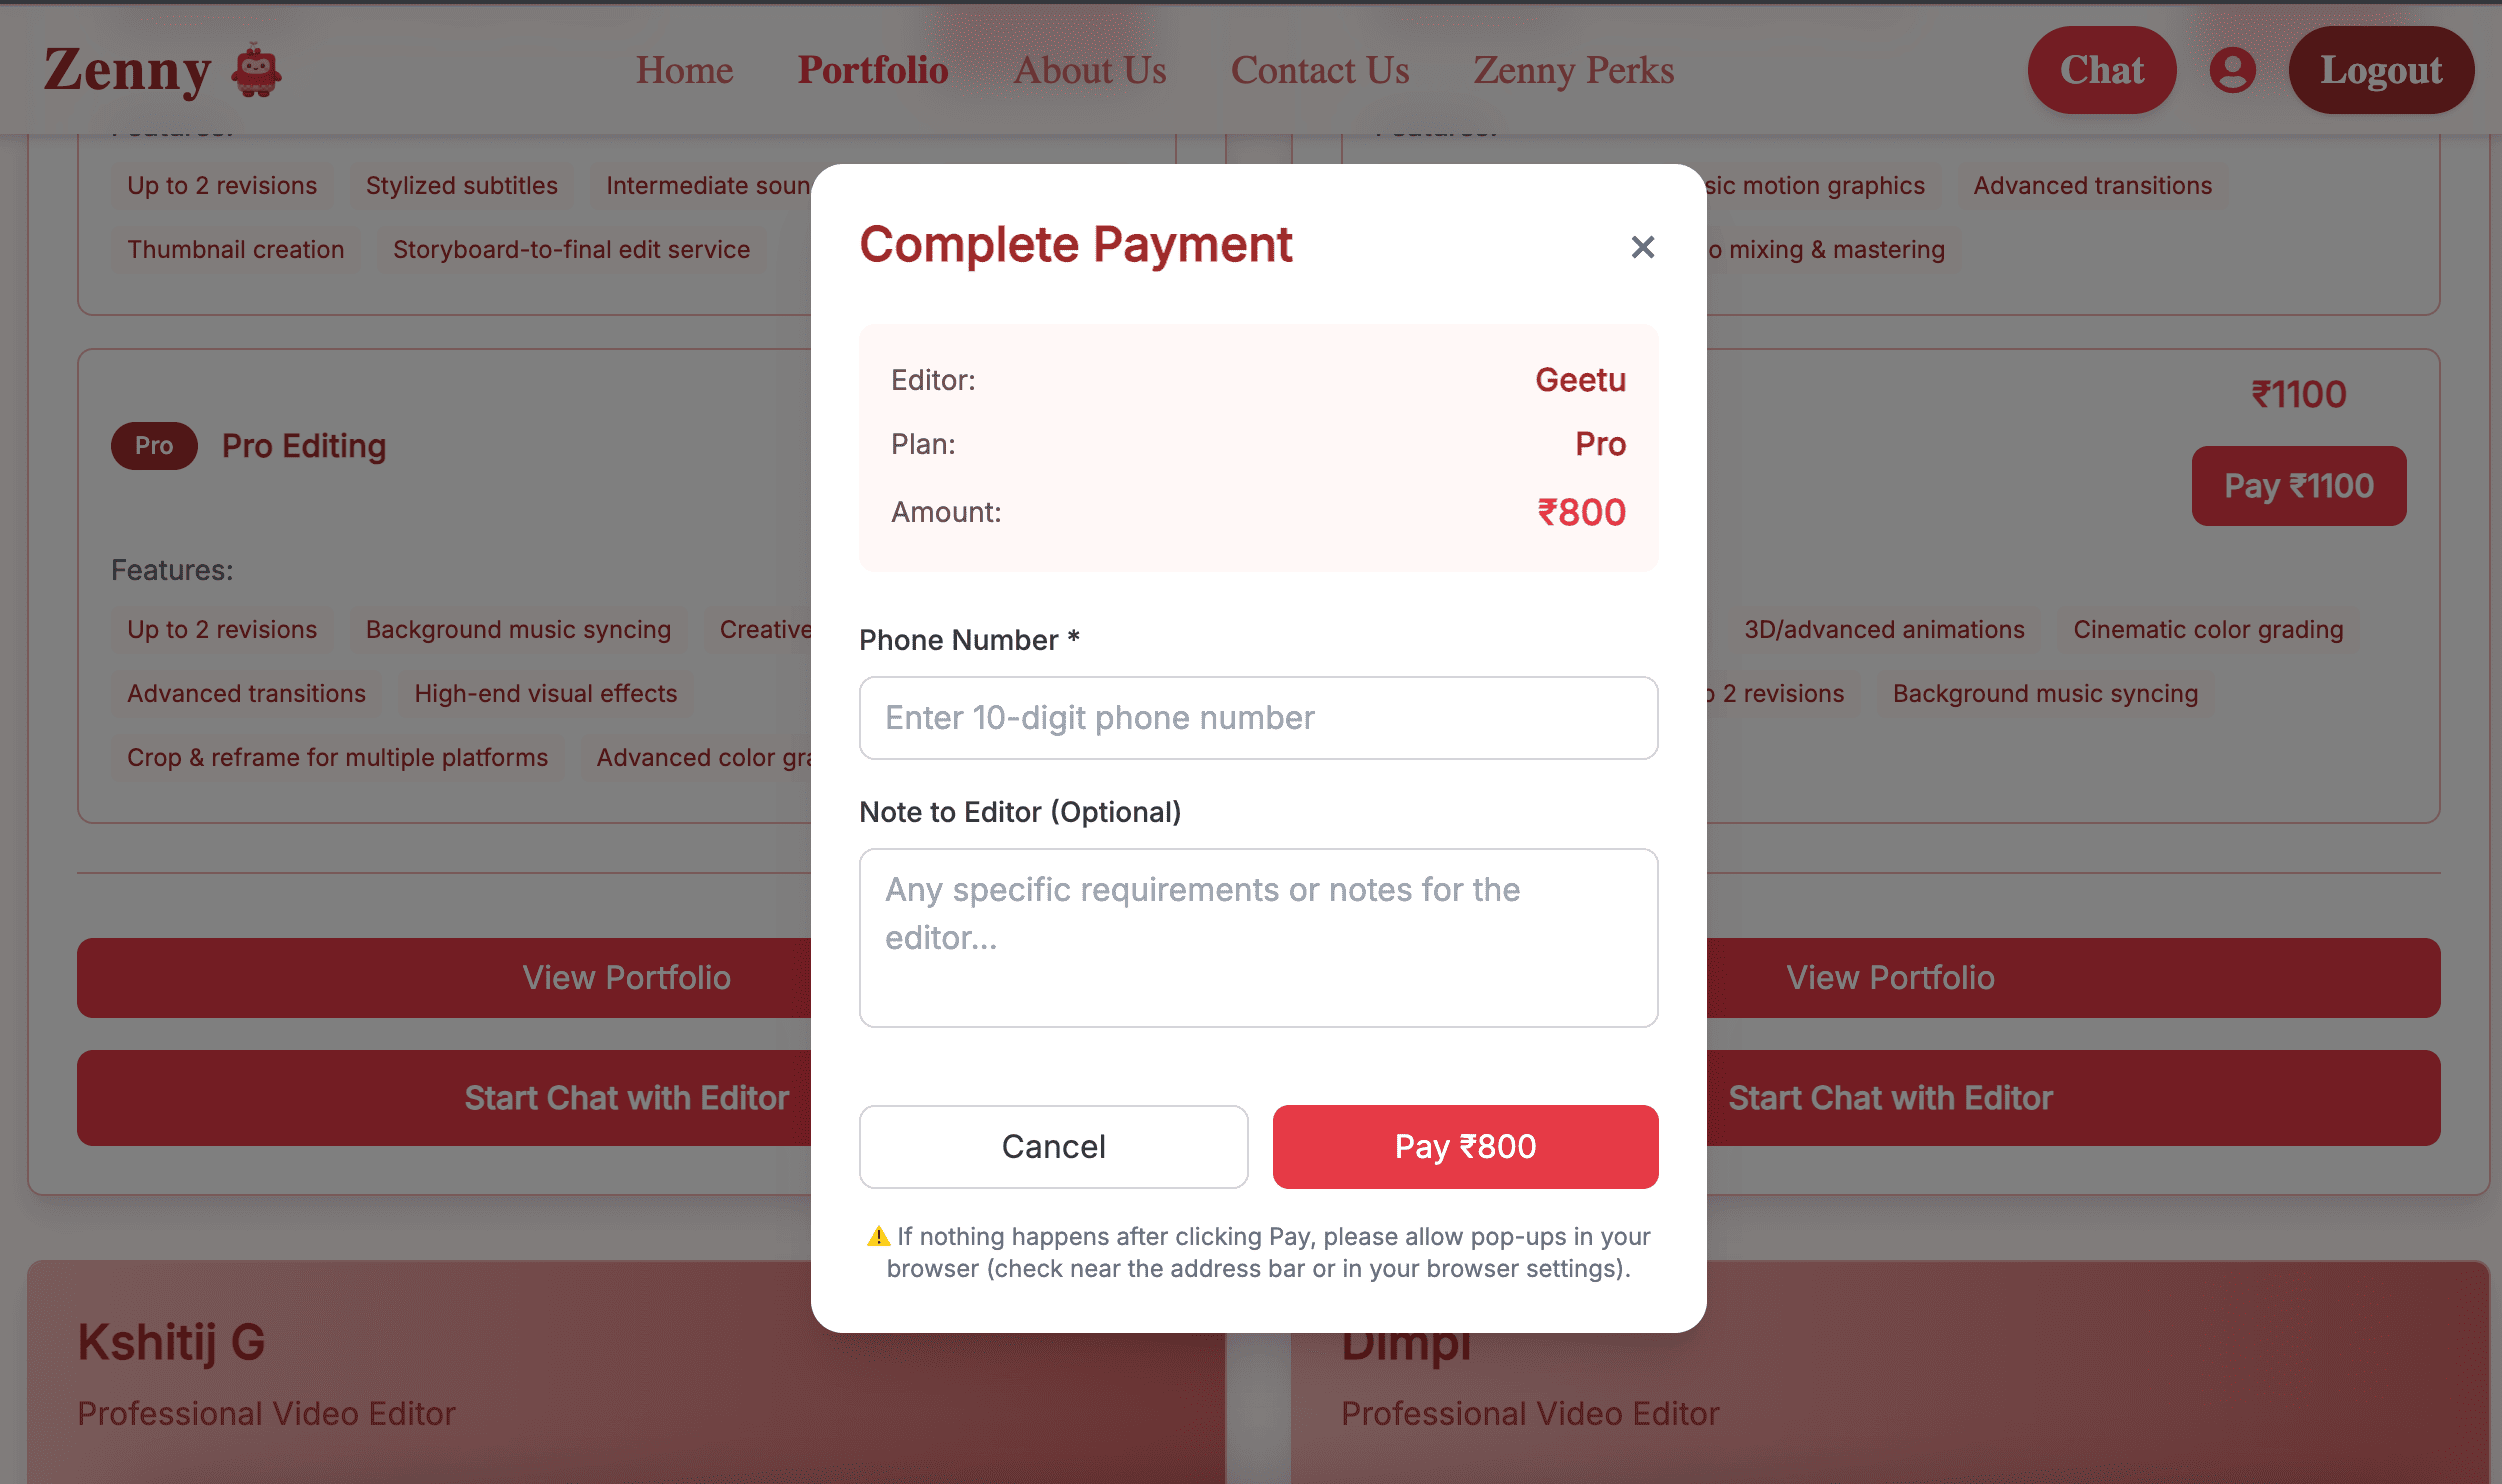 Zenny
Home
Portfolio
About Us
Contact Us
Zenny Perks
Chat
Logout
Features:
Features:
Up to 2 revisions
Stylized subtitles
Intermediate soun
sic motion graphics
Advanced transitions
Thumbnail creation
Storyboard-to-final edit service
o mixing & mastering
Pro
Pro Editing
₹1100
Pay ₹1100
Features:
Up to 2 revisions
Background music syncing
Creative
3D/advanced animations
Cinematic color grading
Advanced transitions
High-end visual effects
o 2 revisions
Background music syncing
Crop & reframe for multiple platforms
Advanced color gra
View Portfolio
View Portfolio
Start Chat with Editor
Start Chat with Editor
Kshitij G
Professional Video Editor
Dimpl
Professional Video Editor
Complete Payment
×
Editor:
Geetu
Plan:
Pro
Amount:
₹800
Phone Number *
Enter 10-digit phone number
Note to Editor (Optional)
Any specific requirements or notes for the
editor...
Cancel
Pay ₹800
⚠️ If nothing happens after clicking Pay, please allow pop-ups in your
browser (check near the address bar or in your browser settings).